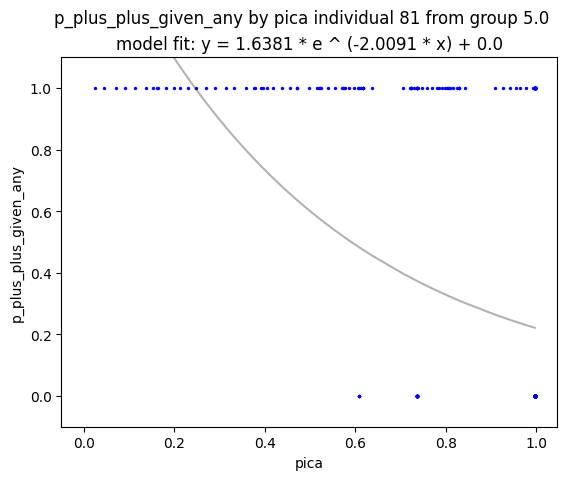 p_plus_plus_given_any by pica individual 81 from group 5.0
model fit: y = 1.6381 * e ^ (-2.0091 * x) + 0.0
p_plus_plus_given_any
1.0
0.8
0.6
0.4
0.2
0.0
0.0 0.2 0.4 0.6 0.8 1.0
pica